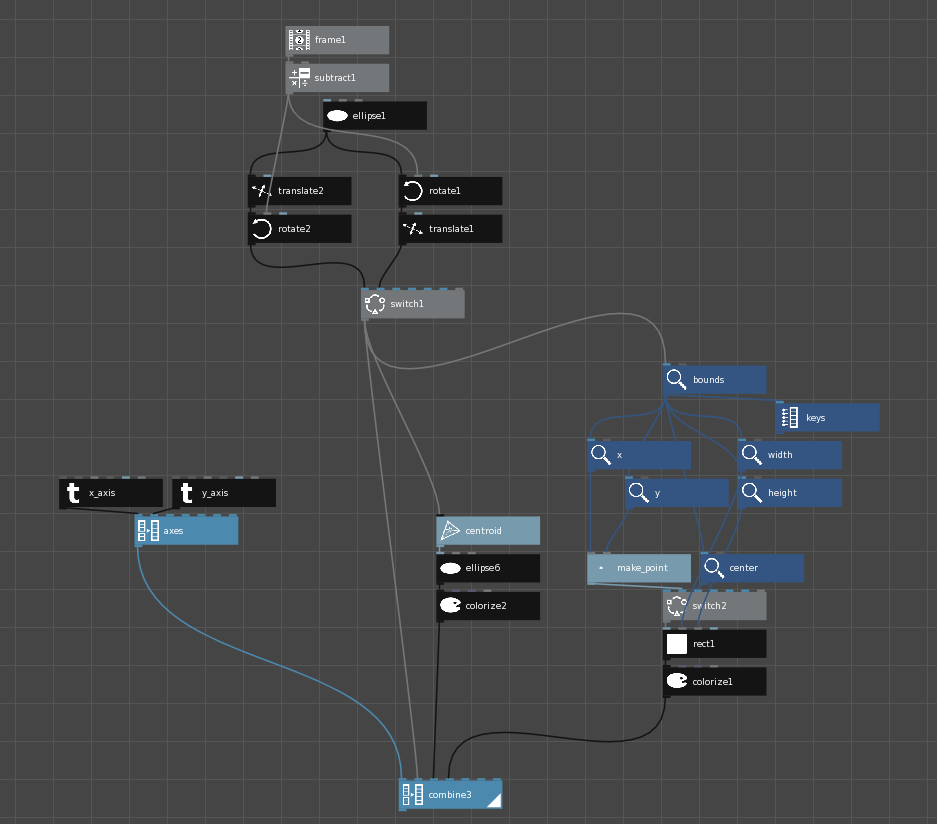 frame1
subtract1
ellipse1
translate2
rotate1
rotate2
translate1
switch1
bounds
keys
x
width
y
height
x_axis
y_axis
axes
centroid
ellipse6
make_point
center
colorize2
switch2
rect1
colorize1
combine3